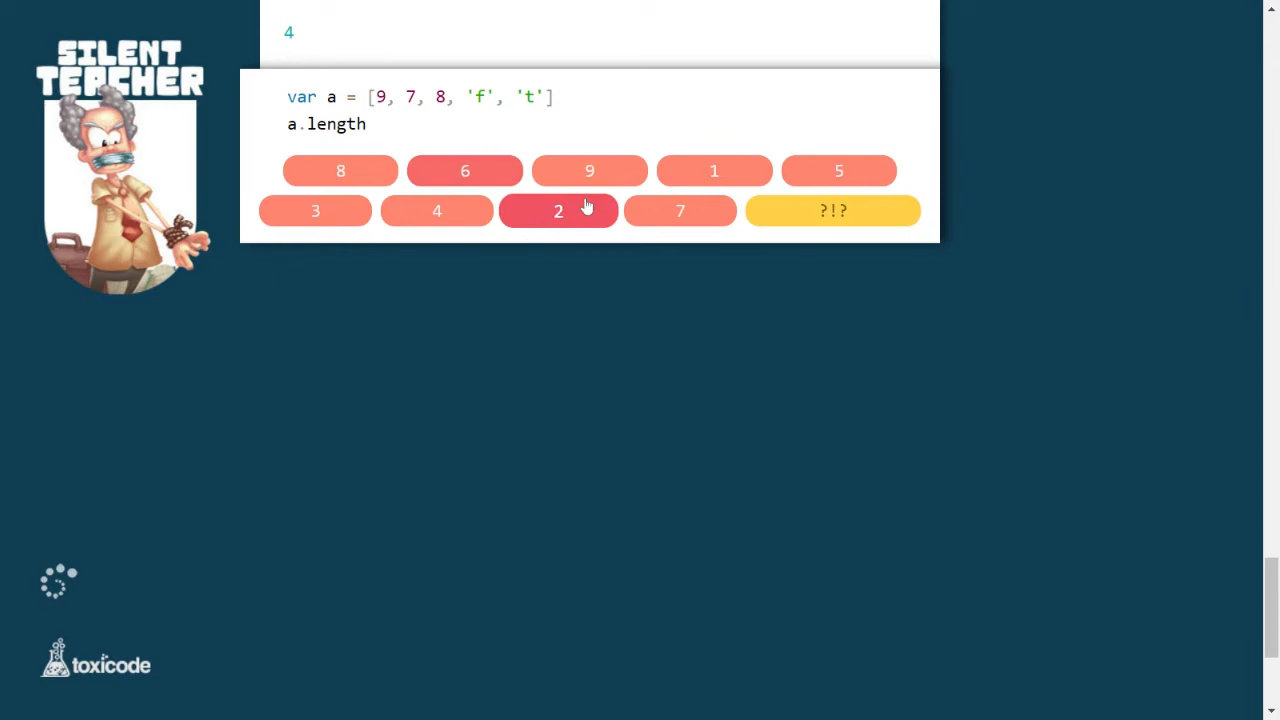 4
SILENT
TEACHER
var a = [9, 7, 8, 'f', 't']
a.length
8 6 9 1 5
3 4 2 7 ?!?
toxicode